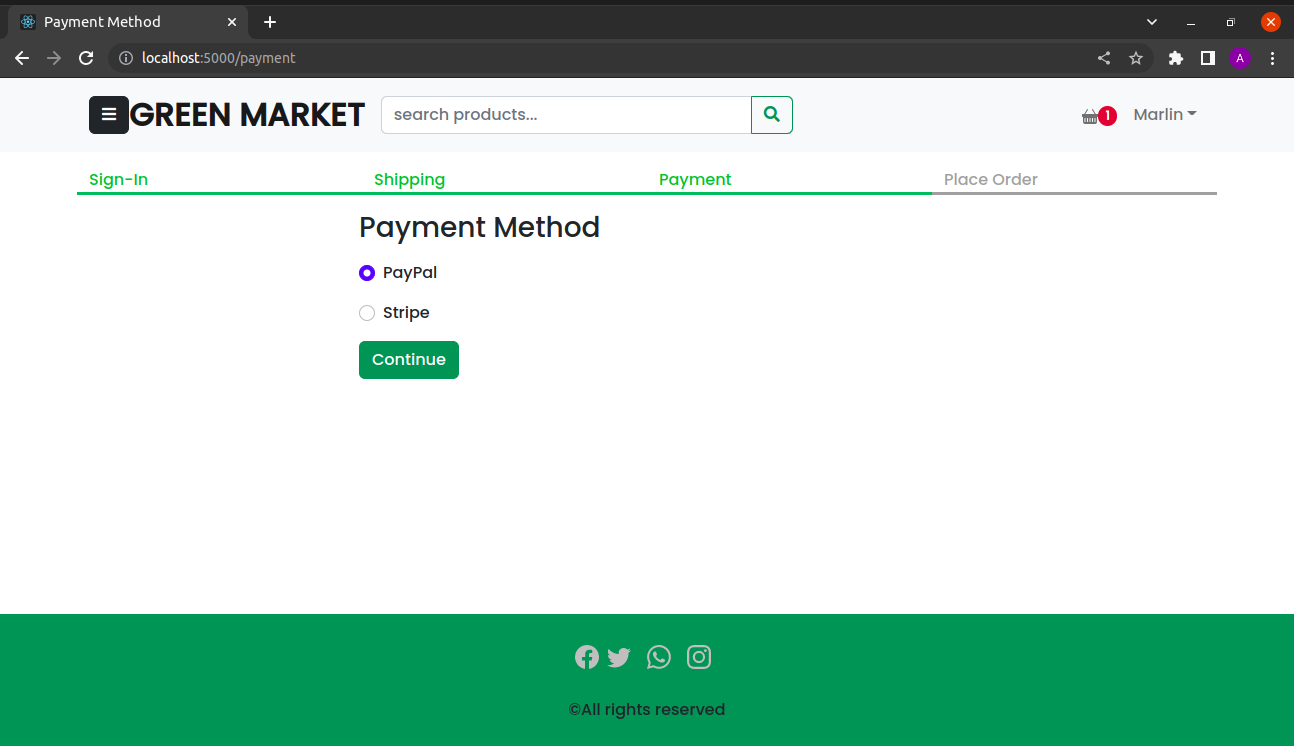 Payment Method
localhost:5000/payment
A
GREEN MARKET
search products...
1
Marlin
Sign-In
Shipping
Payment
Place Order
Payment Method
PayPal
Stripe
Continue
©All rights reserved